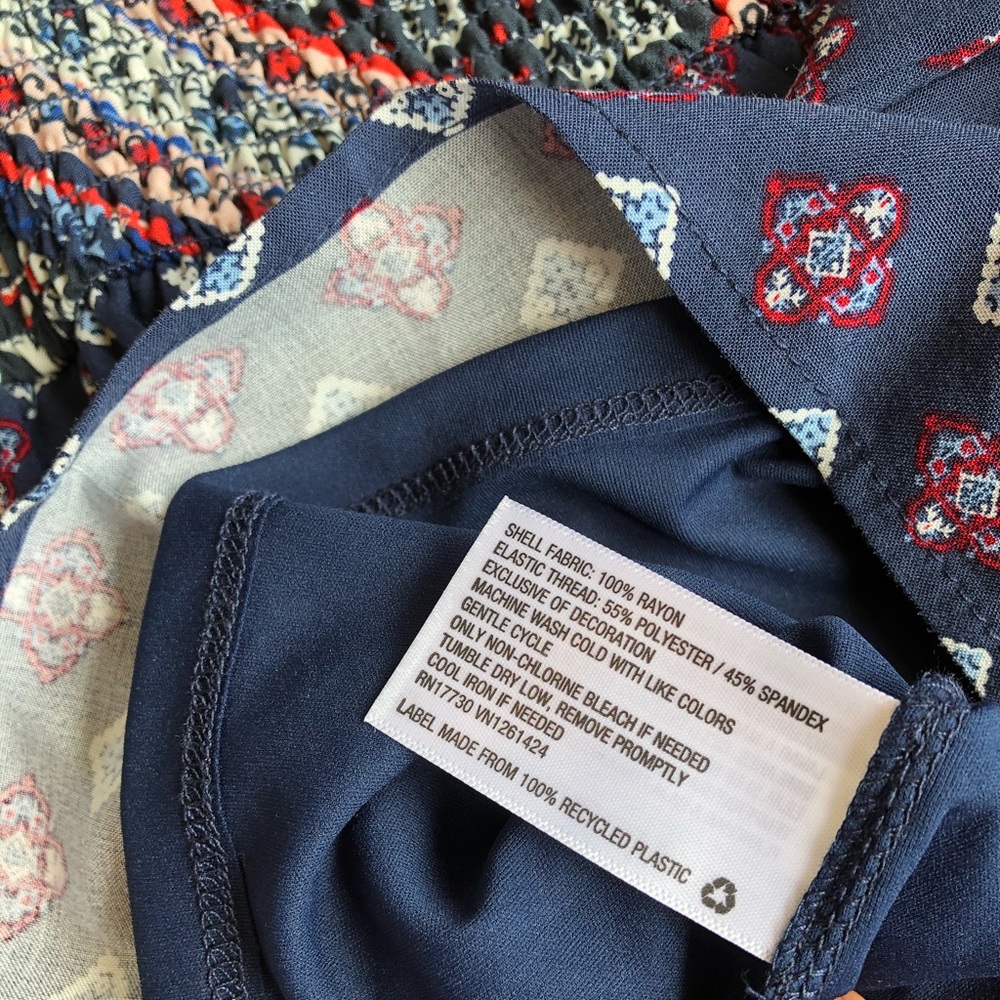 SHELL FABRIC: 100% RAYON
ELASTIC THREAD: 55% POLYESTER / 45% SPANDEX
EXCLUSIVE OF DECORATION
MACHINE WASH COLD WITH LIKE COLORS
GENTLE CYCLE
ONLY NON-CHLORINE BLEACH IF NEEDED
TUMBLE DRY LOW, REMOVE PROMPTLY
COOL IRON IF NEEDED
RN17730 VN1261424
LABEL MADE FROM 100% RECYCLED PLASTIC